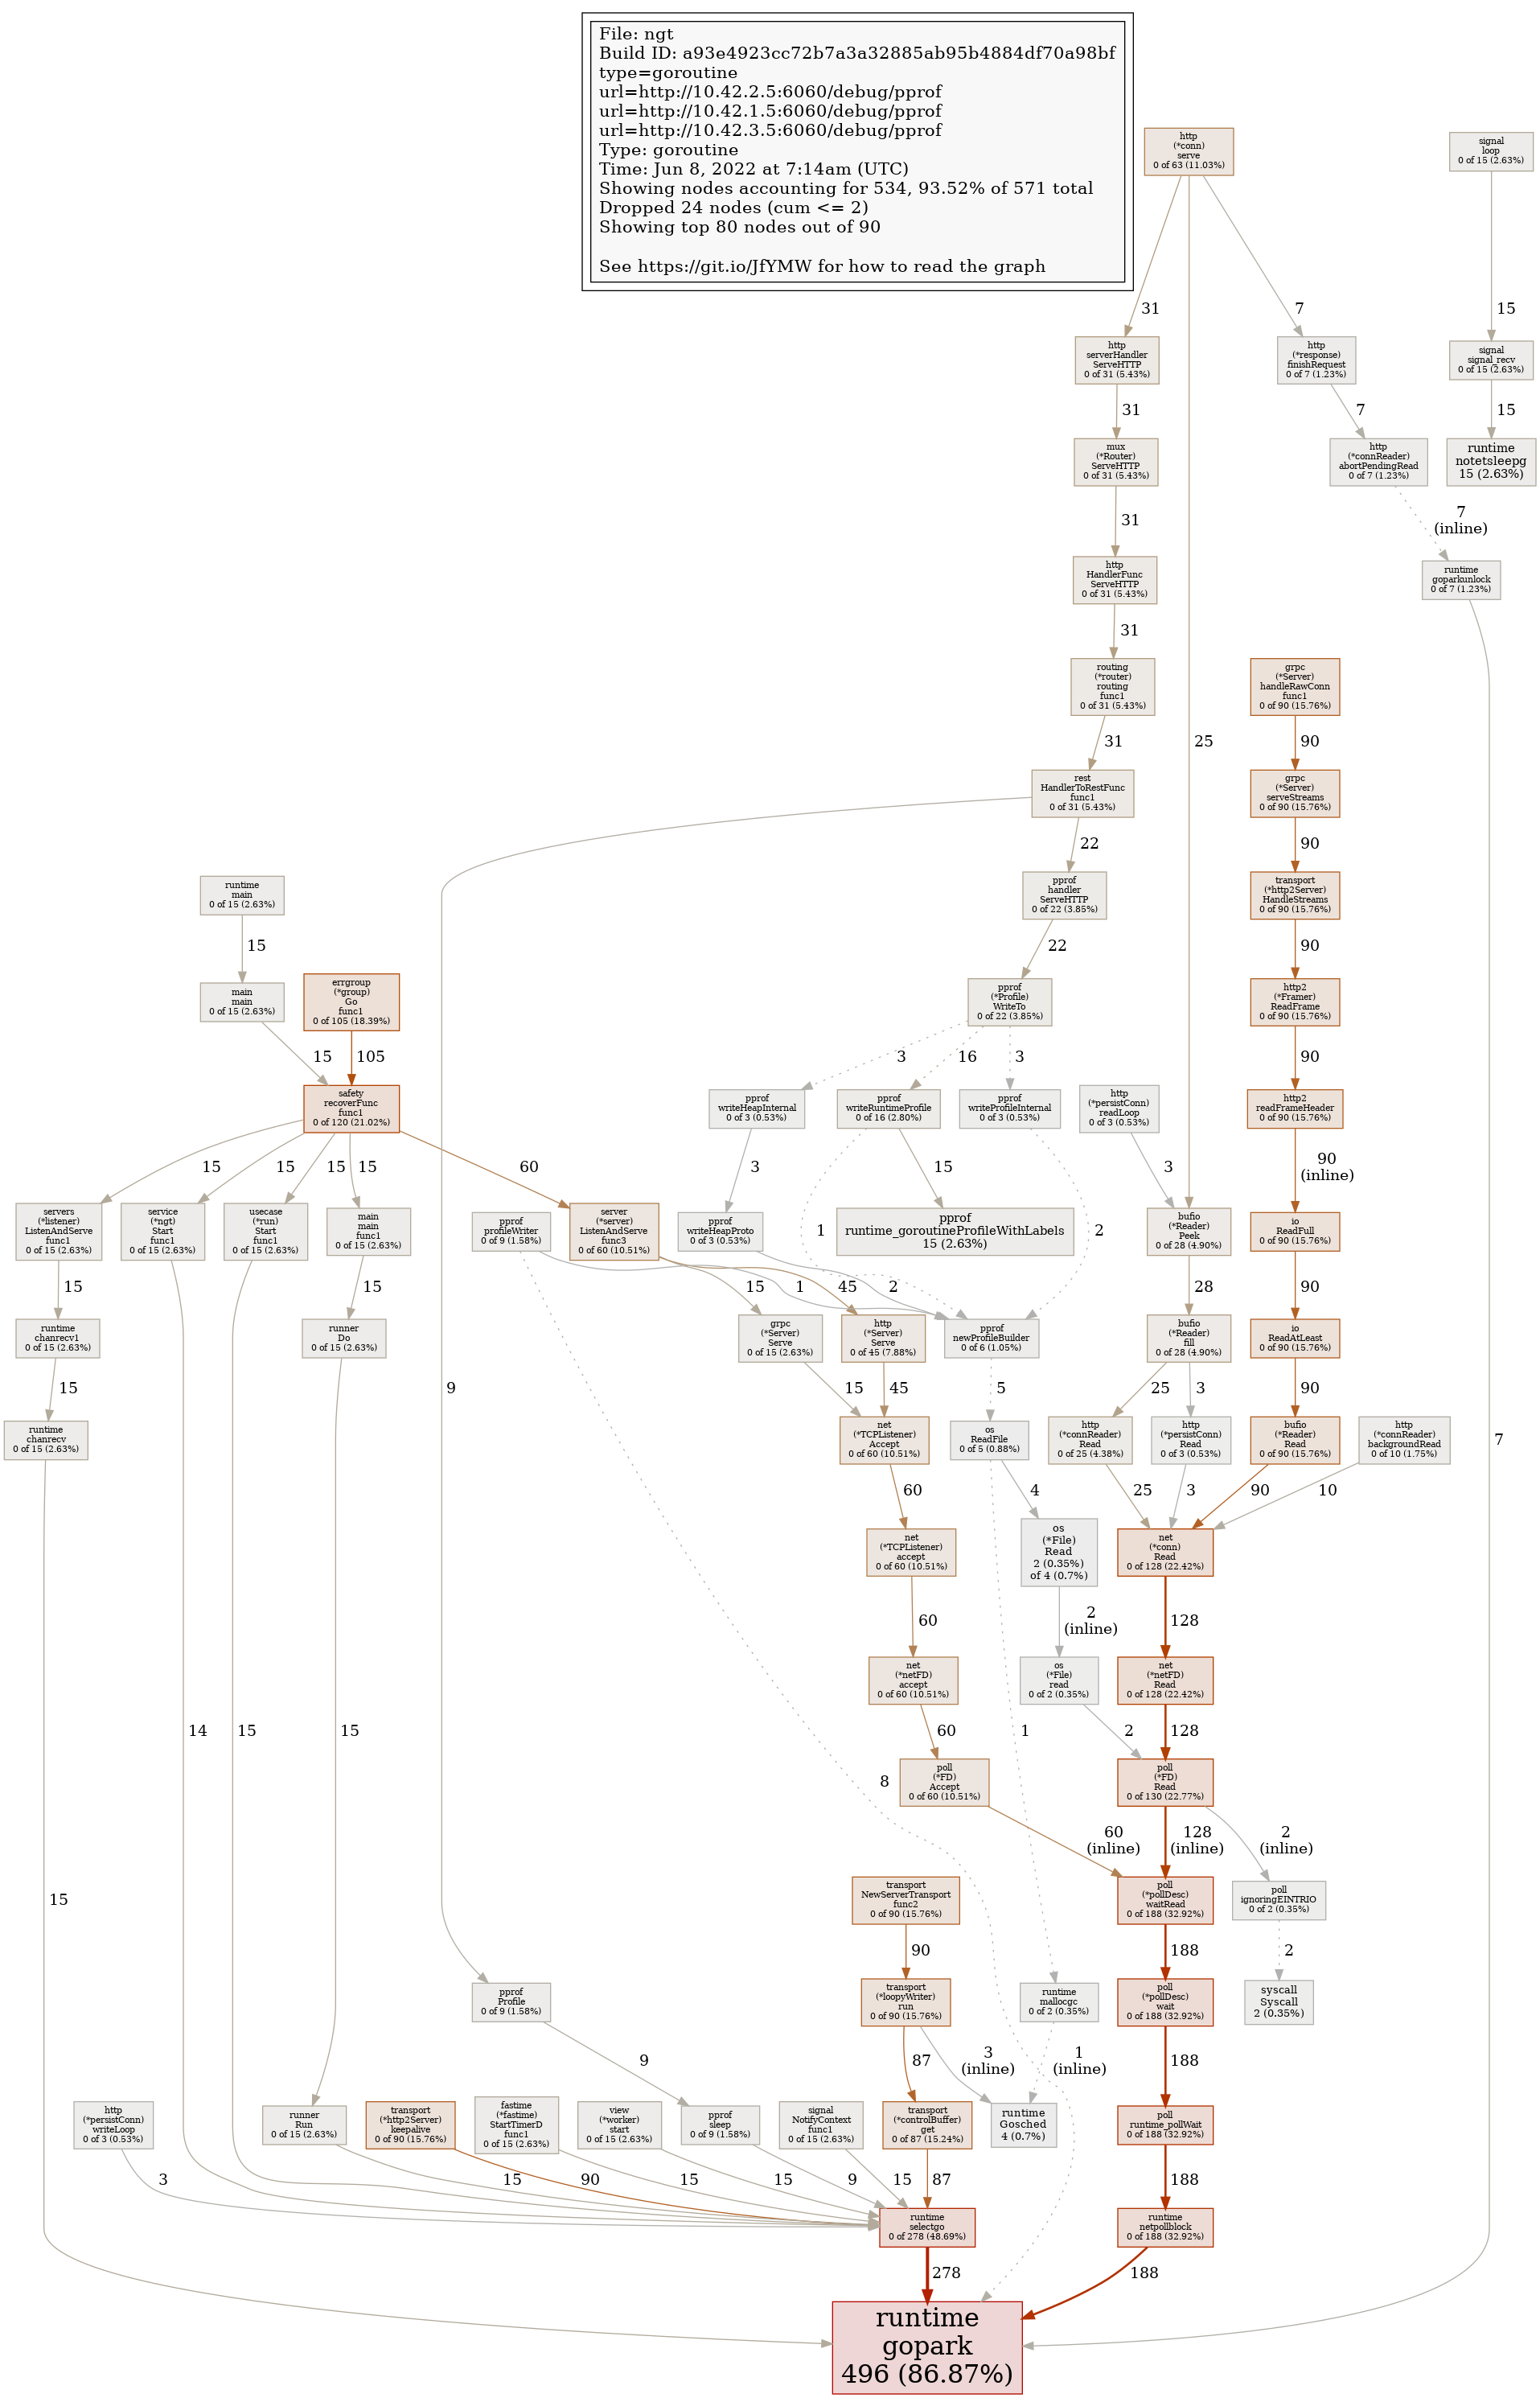 File: ngt
Build ID: a93e4923cc72b7a3a32885ab95b4884df70a98bf
type=goroutine
url=http://10.42.2.5:6060/debug/pprof
url=http://10.42.1.5:6060/debug/pprof
url=http://10.42.3.5:6060/debug/pprof
Type: goroutine
Time: Jun 8, 2022 at 7:14am (UTC)
Showing nodes accounting for 534, 93.52% of 571 total
Dropped 24 nodes (cum <= 2)
Showing top 80 nodes out of 90
See https://git.io/JfYMW for how to read the graph
http
(*conn)
serve
0 of 63 (11.03%)
signal
loop
0 of 15 (2.63%)
31
7
15
http
serverHandler
ServeHTTP
0 of 31 (5.43%)
http
(*response)
finishRequest
0 of 7 (1.23%)
signal
signal_recv
0 of 15 (2.63%)
31
7
15
mux
(*Router)
ServeHTTP
0 of 31 (5.43%)
http
(*connReader)
abortPendingRead
0 of 7 (1.23%)
runtime
notetsleepg
15 (2.63%)
31
7
(inline)
http
HandlerFunc
ServeHTTP
0 of 31 (5.43%)
runtime
goparkunlock
0 of 7 (1.23%)
31
routing
(*router)
routing
func1
0 of 31 (5.43%)
grpc
(*Server)
handleRawConn
func1
0 of 90 (15.76%)
31
25
90
rest
HandlerToRestFunc
func1
0 of 31 (5.43%)
grpc
(*Server)
serveStreams
0 of 90 (15.76%)
22
90
runtime
main
0 of 15 (2.63%)
pprof
handler
ServeHTTP
0 of 22 (3.85%)
transport
(*http2Server)
HandleStreams
0 of 90 (15.76%)
15
22
90
main
main
0 of 15 (2.63%)
errgroup
(*group)
Go
func1
0 of 105 (18.39%)
pprof
(*Profile)
WriteTo
0 of 22 (3.85%)
http2
(*Framer)
ReadFrame
0 of 90 (15.76%)
15
105
3
16
3
90
safety
recoverFunc
func1
0 of 120 (21.02%)
pprof
writeHeapInternal
0 of 3 (0.53%)
pprof
writeRuntimeProfile
0 of 16 (2.80%)
pprof
writeProfileInternal
0 of 3 (0.53%)
http
(*persistConn)
readLoop
0 of 3 (0.53%)
http2
readFrameHeader
0 of 90 (15.76%)
15
15
15
15
60
3
15
3
90
(inline)
servers
(*listener)
ListenAndServe
func1
0 of 15 (2.63%)
service
(*ngt)
Start
func1
0 of 15 (2.63%)
usecase
(*run)
Start
func1
0 of 15 (2.63%)
main
main
func1
0 of 15 (2.63%)
pprof
profileWriter
0 of 9 (1.58%)
server
(*server)
ListenAndServe
func3
0 of 60 (10.51%)
pprof
writeHeapProto
0 of 3 (0.53%)
1
pprof
runtime_goroutineProfileWithLabels
15 (2.63%)
2
bufio
(*Reader)
Peek
0 of 28 (4.90%)
io
ReadFull
0 of 90 (15.76%)
15
15
15
45
1
2
28
90
runtime
chanrecv1
0 of 15 (2.63%)
runner
Do
0 of 15 (2.63%)
grpc
(*Server)
Serve
0 of 15 (2.63%)
http
(*Server)
Serve
0 of 45 (7.88%)
pprof
newProfileBuilder
0 of 6 (1.05%)
bufio
(*Reader)
fill
0 of 28 (4.90%)
io
ReadAtLeast
0 of 90 (15.76%)
15
9
15
45
5
25
3
90
runtime
chanrecv
0 of 15 (2.63%)
net
(*TCPListener)
Accept
0 of 60 (10.51%)
os
ReadFile
0 of 5 (0.88%)
http
(*connReader)
Read
0 of 25 (4.38%)
http
(*persistConn)
Read
0 of 3 (0.53%)
bufio
(*Reader)
Read
0 of 90 (15.76%)
http
(*connReader)
backgroundRead
0 of 10 (1.75%)
7
60
4
25
3
90
10
net
(*TCPListener)
accept
0 of 60 (10.51%)
os
(*File)
Read
2 (0.35%)
of 4 (0.7%)
net
(*conn)
Read
0 of 128 (22.42%)
60
2
(inline)
128
net
(*netFD)
accept
0 of 60 (10.51%)
os
(*File)
read
0 of 2 (0.35%)
net
(*netFD)
Read
0 of 128 (22.42%)
14
15
15
60
1
2
128
poll
(*FD)
Accept
0 of 60 (10.51%)
8
poll
(*FD)
Read
0 of 130 (22.77%)
60
(inline)
128
(inline)
2
(inline)
15
transport
NewServerTransport
func2
0 of 90 (15.76%)
poll
(*pollDesc)
waitRead
0 of 188 (32.92%)
poll
ignoringEINTRIO
0 of 2 (0.35%)
90
188
2
pprof
Profile
0 of 9 (1.58%)
transport
(*loopyWriter)
run
0 of 90 (15.76%)
runtime
mallocgc
0 of 2 (0.35%)
poll
(*pollDesc)
wait
0 of 188 (32.92%)
syscall
Syscall
2 (0.35%)
9
87
3
(inline)
1
(inline)
188
http
(*persistConn)
writeLoop
0 of 3 (0.53%)
runner
Run
0 of 15 (2.63%)
transport
(*http2Server)
keepalive
0 of 90 (15.76%)
fastime
(*fastime)
StartTimerD
func1
0 of 15 (2.63%)
view
(*worker)
start
0 of 15 (2.63%)
pprof
sleep
0 of 9 (1.58%)
signal
NotifyContext
func1
0 of 15 (2.63%)
transport
(*controlBuffer)
get
0 of 87 (15.24%)
runtime
Gosched
4 (0.7%)
poll
runtime_pollWait
0 of 188 (32.92%)
3
15
90
15
15
9
15
87
188
runtime
selectgo
0 of 278 (48.69%)
runtime
netpollblock
0 of 188 (32.92%)
278
188
runtime
gopark
496 (86.87%)